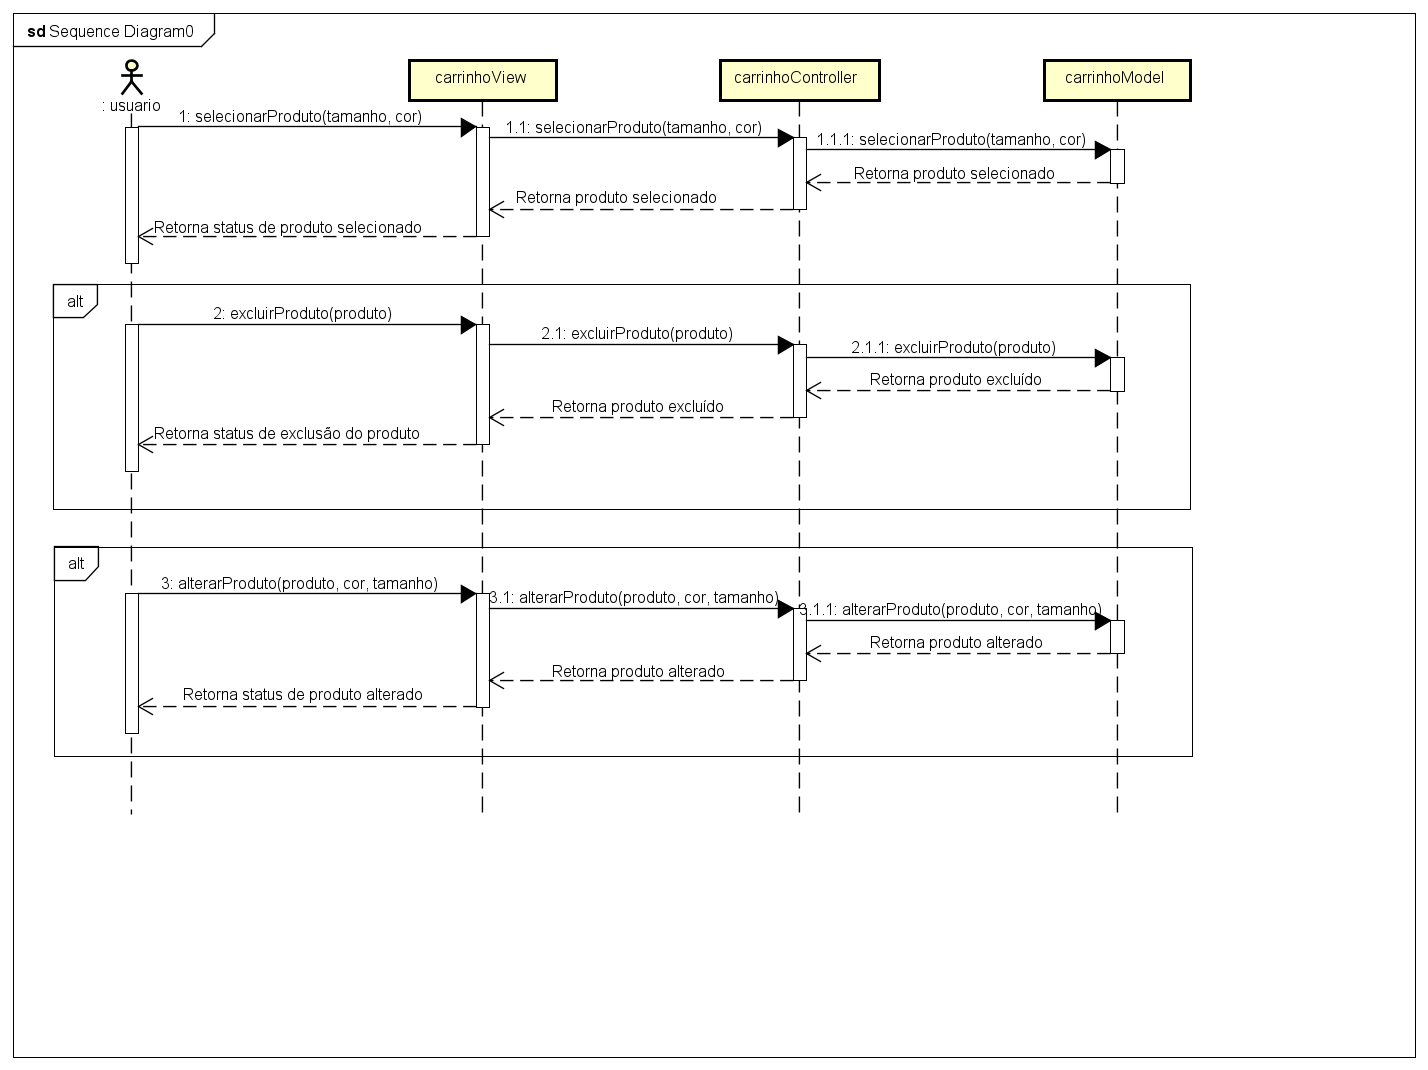 sd Sequence Diagram0
: usuario
carrinhoView
carrinhoController
carrinhoModel
1: selecionarProduto(tamanho, cor)
1.1: selecionarProduto(tamanho, cor)
1.1.1: selecionarProduto(tamanho, cor)
Retorna produto selecionado
Retorna produto selecionado
Retorna status de produto selecionado
alt
2: excluirProduto(produto)
2.1: excluirProduto(produto)
2.1.1: excluirProduto(produto)
Retorna produto excluído
Retorna produto excluído
Retorna status de exclusão do produto
alt
3: alterarProduto(produto, cor, tamanho)
3.1: alterarProduto(produto, cor, tamanho)
3.1.1: alterarProduto(produto, cor, tamanho)
Retorna produto alterado
Retorna produto alterado
Retorna status de produto alterado